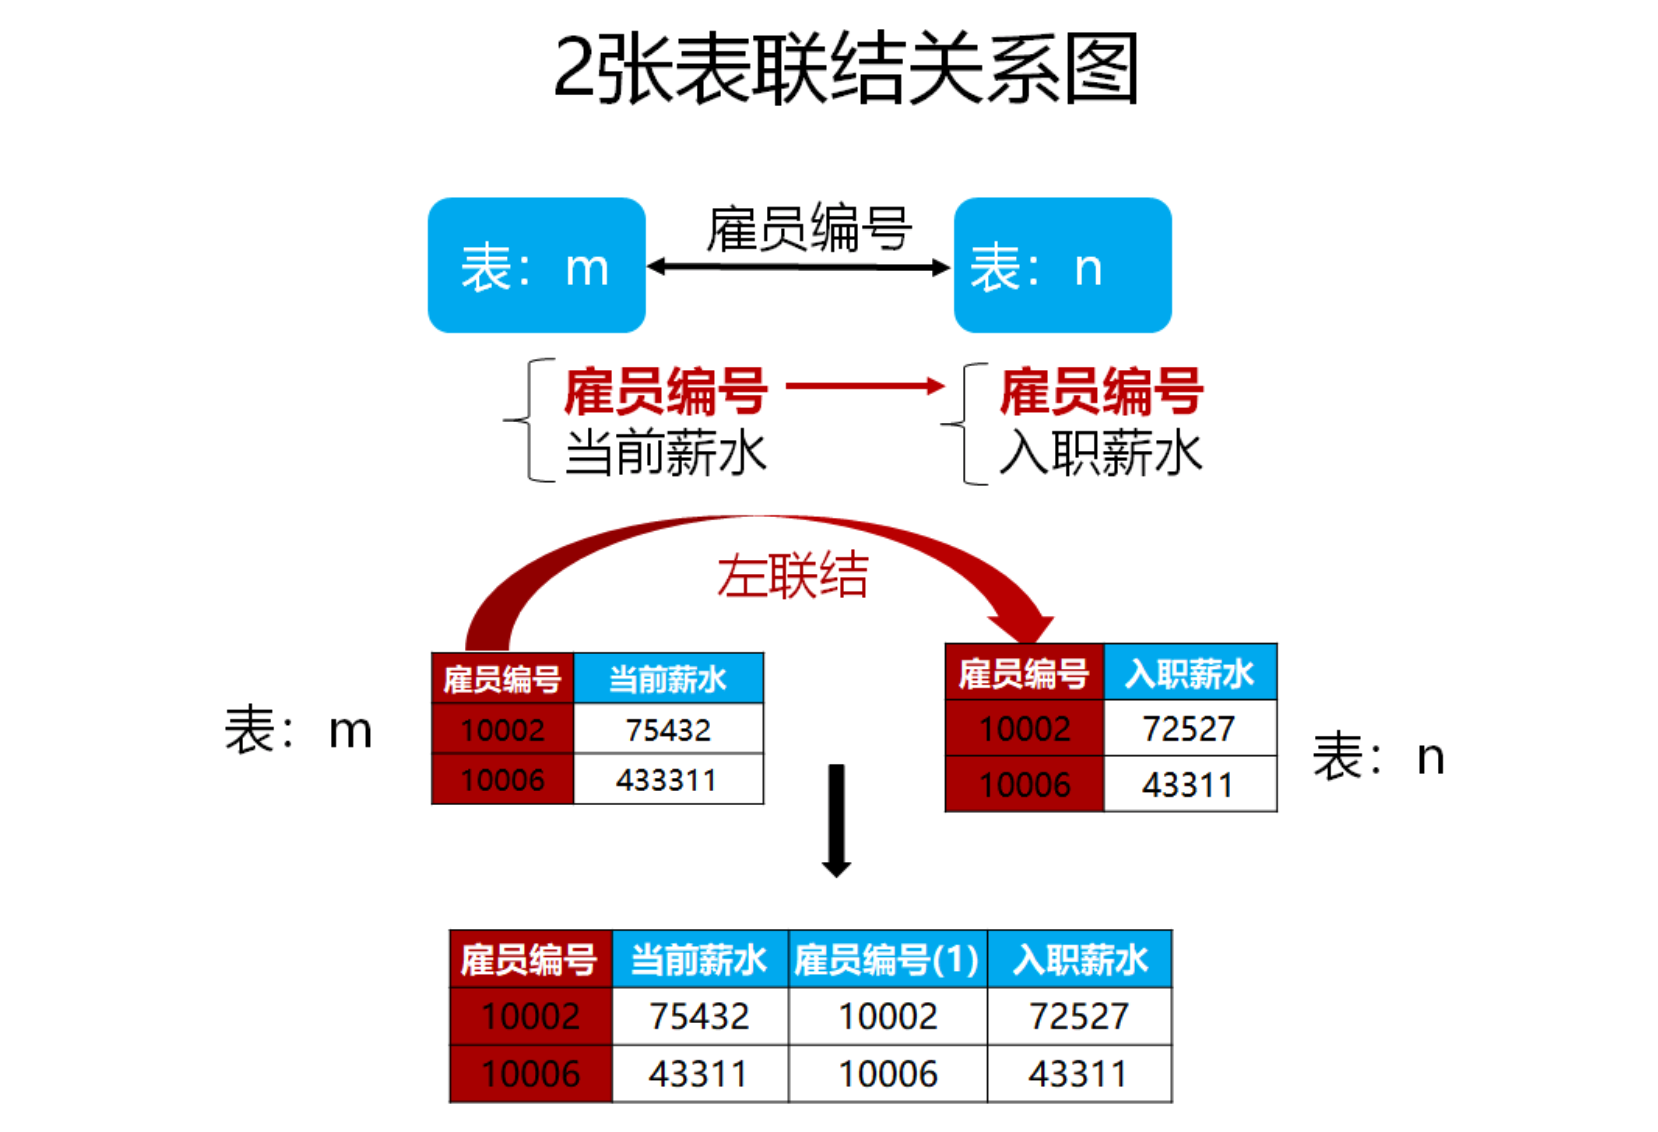 2张表联结关系图
雇员编号
表：m
表：n
雇员编号
雇员编号
当前薪水
入职薪水
左联结
雇员编号 当前薪水
10002 75432
10006 433311
表：m
雇员编号 入职薪水
10002 72527
10006 43311
表：n
雇员编号 当前薪水 雇员编号(1) 入职薪水
10002 75432 10002 72527
10006 43311 10006 43311